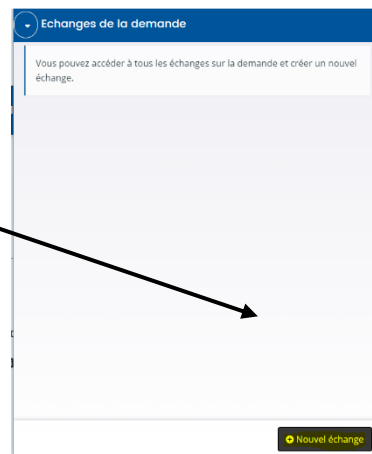 Echanges de la demande
Vous pouvez accéder à tous les échanges sur la demande et créer un nouvel
échange.
Nouvel échange